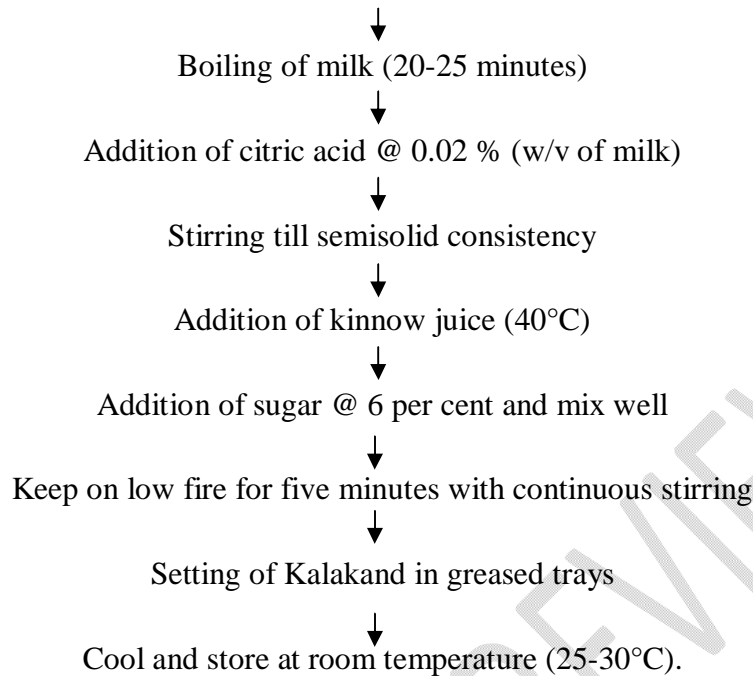 Boiling of milk (20-25 minutes)
Addition of citric acid @ 0.02 % (w/v of milk)
Stirring till semisolid consistency
Addition of kinnow juice (40°C)
Addition of sugar @ 6 per cent and mix well
Keep on low fire for five minutes with continuous stirring
Setting of Kalakand in greased trays
Cool and store at room temperature (25-30°C).